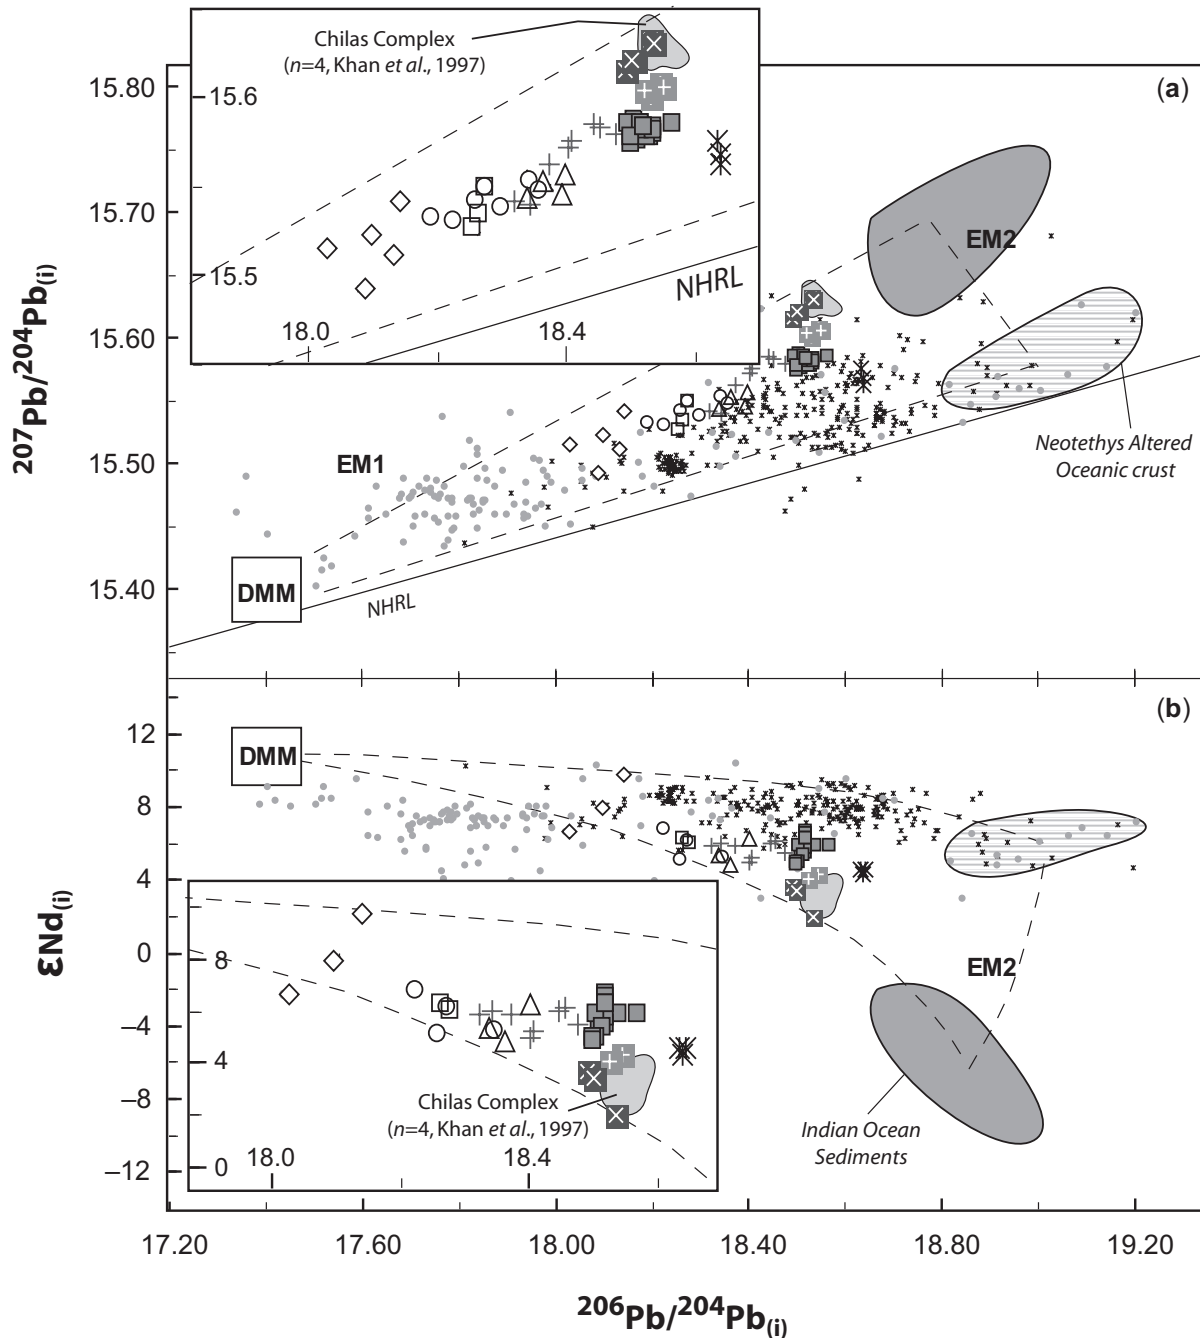 Chilas Complex
(n=4, Khan et al., 1997)
15.6
15.5
18.0
18.4
NHRL
(a)
15.80
15.70
15.60
15.50
15.40
207Pb/204Pb(i)
EM2
EM1
DMM
NHRL
Neotethys Altered
Oceanic crust
(b)
12
8
4
0
−4
−8
−12
εNd(i)
DMM
EM2
8
4
0
18.0
18.4
Chilas Complex
(n=4, Khan et al., 1997)
Indian Ocean
Sediments
17.20
17.60
18.00
18.40
18.80
19.20
206Pb/204Pb(i)